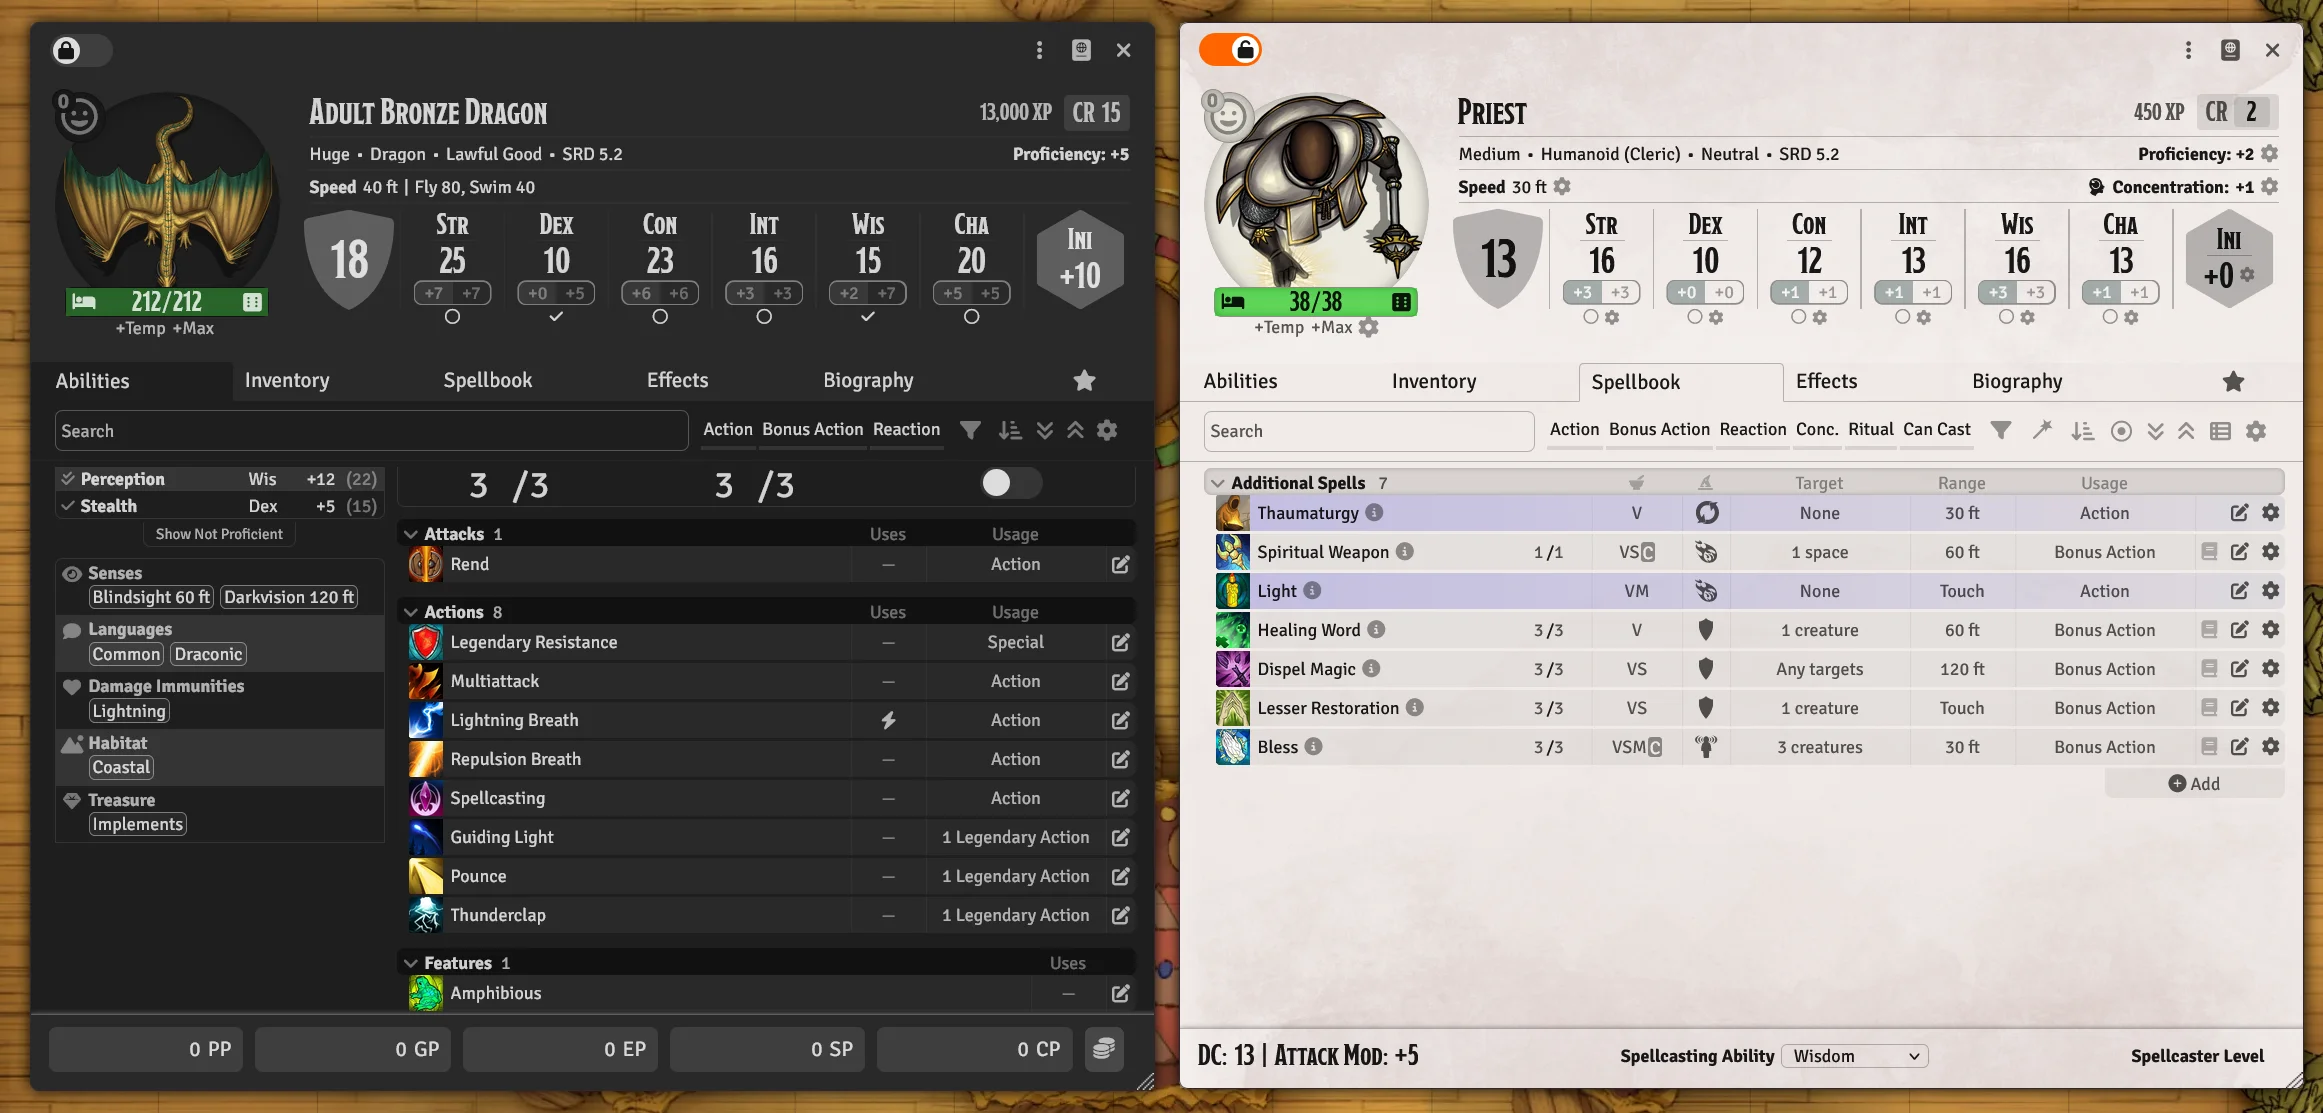 0
ADULT BRONZE DRAGON
13,000 XP CR 15
Huge • Dragon • Lawful Good • SRD 5.2
Proficiency: +5
Speed 40 ft | Fly 80, Swim 40
18
STR DEX CON INT WIS CHA
25 10 23 16 15 20
+7 +7 +0 +5 +6 +6 +3 +3 +2 +7 +5 +5
INI
+10
212/212
+Temp +Max
Abilities Inventory Spellbook Effects Biography
Search
Action Bonus Action Reaction
Perception Wis +12 (22)
Stealth Dex +5 (15)
Show Not Proficient
Senses
Blindsight 60 ft Darkvision 120 ft
Languages
Common Draconic
Damage Immunities
Lightning
Habitat
Coastal
Treasure
Implements
3 /3 3 /3
Attacks 1 Uses Usage
Rend — Action
Actions 8 Uses Usage
Legendary Resistance — Special
Multiattack — Action
Lightning Breath Action
Repulsion Breath — Action
Spellcasting — Action
Guiding Light — 1 Legendary Action
Pounce — 1 Legendary Action
Thunderclap — 1 Legendary Action
Features 1 Uses
Amphibious —
0 PP 0 GP 0 EP 0 SP 0 CP
0
PRIEST
450 XP CR 2
Medium • Humanoid (Cleric) • Neutral • SRD 5.2
Proficiency: +2
Speed 30 ft
Concentration: +1
13
STR DEX CON INT WIS CHA
16 10 12 13 16 13
+3 +3 +0 +0 +1 +1 +1 +1 +3 +3 +1 +1
INI
+0
38/38
+Temp +Max
Abilities Inventory Spellbook Effects Biography
Search
Action Bonus Action Reaction Conc. Ritual Can Cast
Additional Spells 7 Target Range Usage
Thaumaturgy V None 30 ft Action
Spiritual Weapon 1 /1 VSC 1 space 60 ft Bonus Action
Light VM None Touch Action
Healing Word 3 /3 V 1 creature 60 ft Bonus Action
Dispel Magic 3 /3 VS Any targets 120 ft Bonus Action
Lesser Restoration 3 /3 VS 1 creature Touch Bonus Action
Bless 3 /3 VSMC 3 creatures 30 ft Bonus Action
Add
DC: 13 | ATTACK MOD: +5
Spellcasting Ability Wisdom
Spellcaster Level